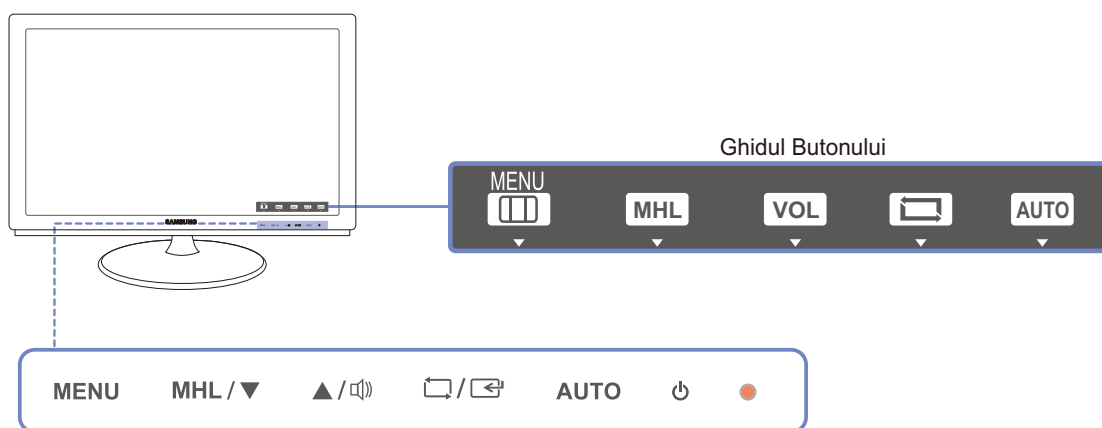 Ghidul Butonului
MENU
MHL VOL AUTO
SAMSUNG
MENU MHL/▼ ▲/ / AUTO